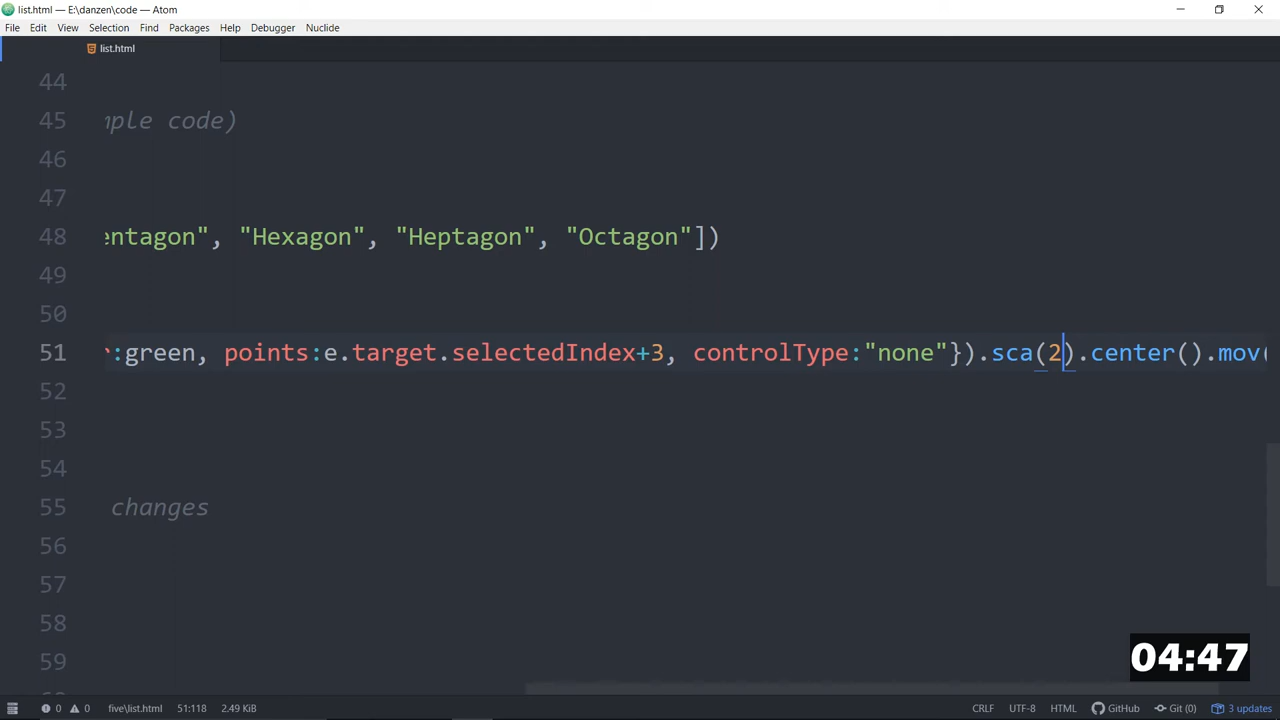 list.html — E:\danzen\code — Atom
File Edit View Selection Find Packages Help Debugger Nuclide
list.html
44
45 mple code)
46
47
48 entagon", "Hexagon", "Heptagon", "Octagon"])
49
50
51 :green, points:e.target.selectedIndex+3, controlType:"none"}).sca(2).center().mov(
52
53
54
55 changes
56
57
58
59
04:47
0 0 five\list.html 51:118 2.49 KiB CRLF UTF-8 HTML GitHub Git (0) 3 updates